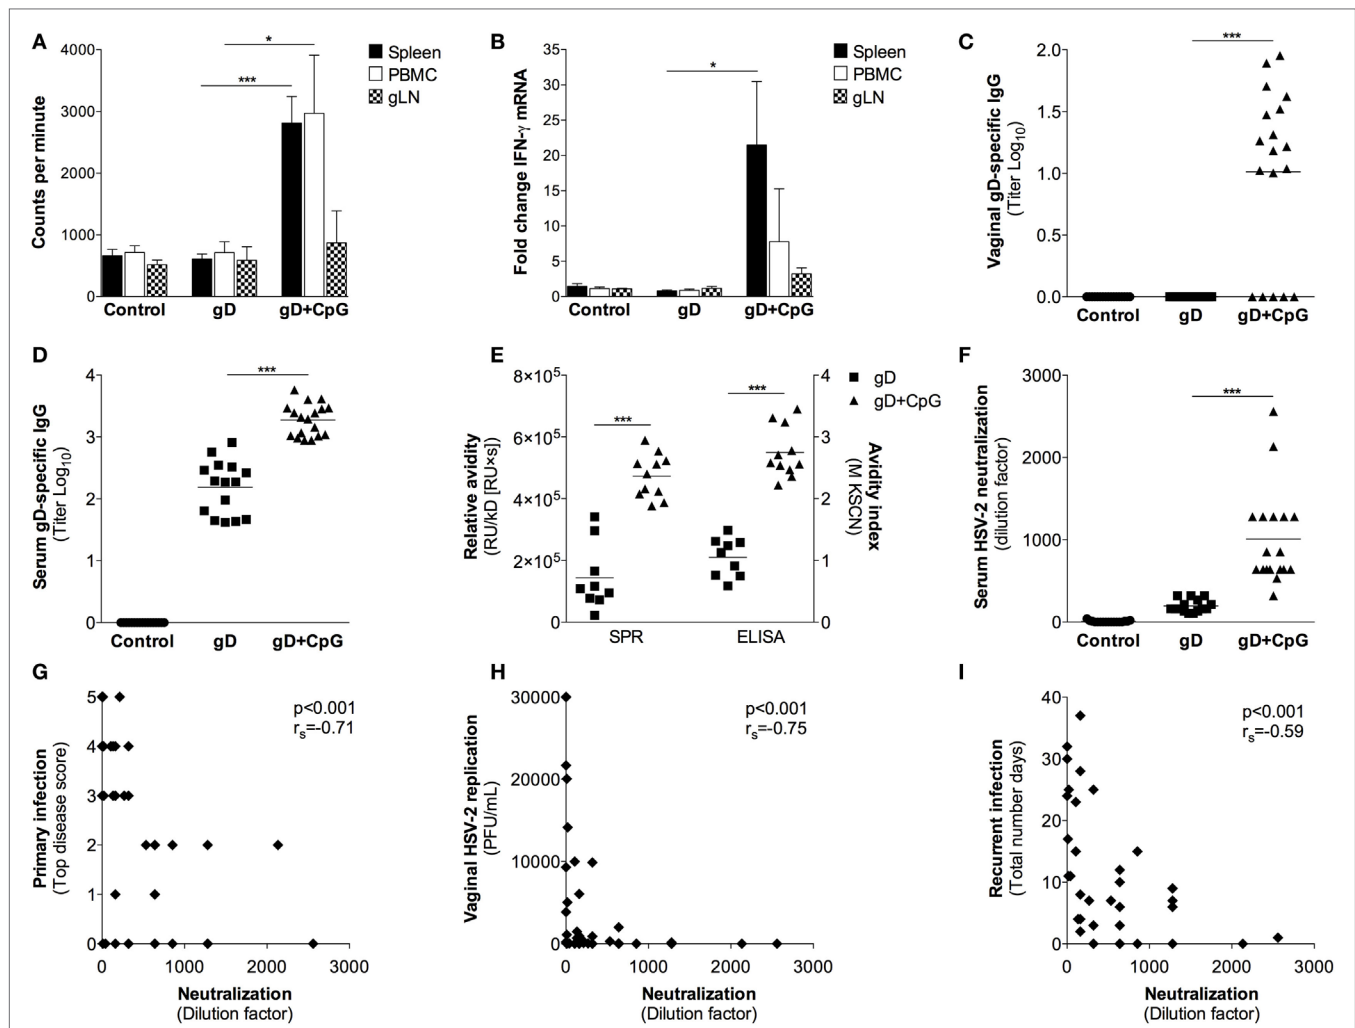 A
4000
3000
2000
1000
0
Counts per minute
*
***
Spleen
PBMC
gLN
Control
gD
gD+CpG
B
35
30
25
20
15
10
5
0
Fold change IFN-γ mRNA
*
Spleen
PBMC
gLN
Control
gD
gD+CpG
C
2.0
1.5
1.0
0.5
0.0
Vaginal gD-specific IgG
(Titer Log10)
***
Control
gD
gD+CpG
D
4
3
2
1
0
Serum gD-specific IgG
(Titer Log10)
***
Control
gD
gD+CpG
E
8×10⁵
6×10⁵
4×10⁵
2×10⁵
0
Relative avidity
(RU/kD [RU×s])
***
***
4
3
2
1
0
Avidity index
(M KSCN)
gD
gD+CpG
SPR
ELISA
F
3000
2000
1000
0
Serum HSV-2 neutralization
(dilution factor)
***
Control
gD
gD+CpG
G
5
4
3
2
1
0
Primary infection
(Top disease score)
p<0.001
rs=-0.71
0
1000
2000
3000
Neutralization
(Dilution factor)
H
30000
20000
10000
0
Vaginal HSV-2 replication
(PFU/mL)
p<0.001
rs=-0.75
0
1000
2000
3000
Neutralization
(Dilution factor)
I
40
30
20
10
0
Recurrent infection
(Total number days)
p<0.001
rs=-0.59
0
1000
2000
3000
Neutralization
(Dilution factor)